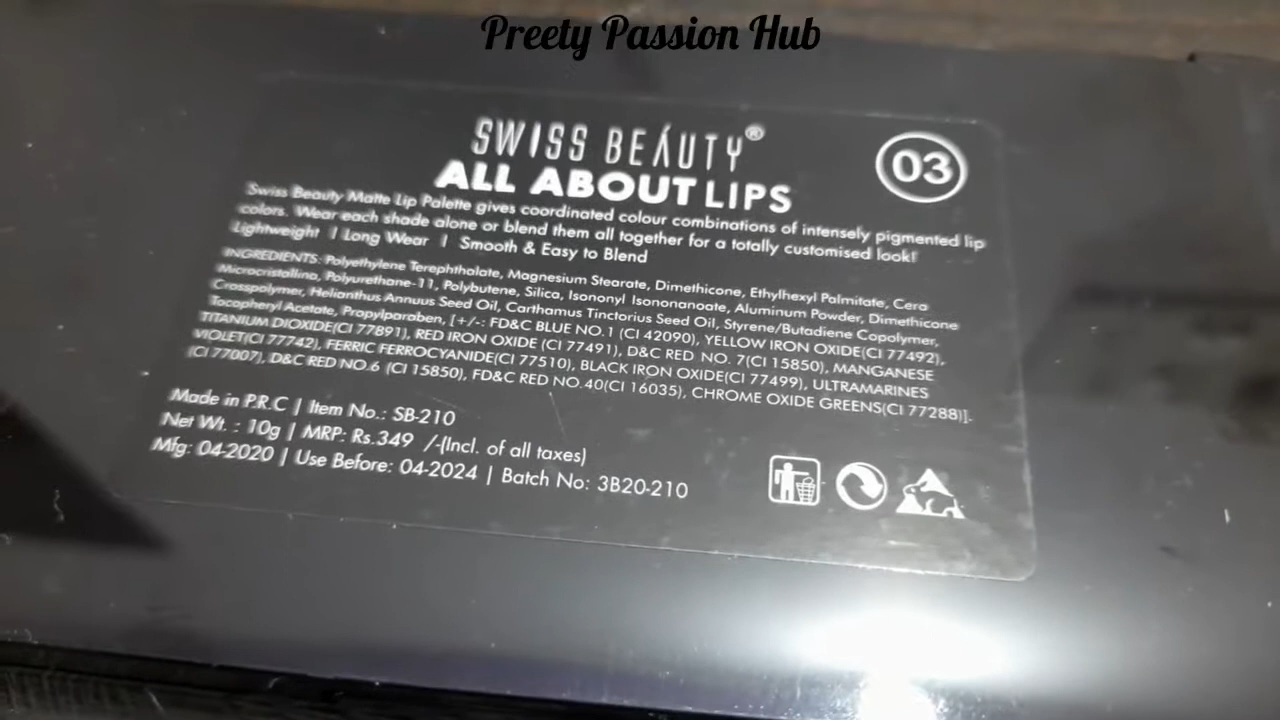 Preety Passion Hub
SWISS BEÁUTY®
ALL ABOUT LIPS
03
Swiss Beauty Matte Lip Palette gives coordinated colour combinations of intensely pigmented lip
colors. Wear each shade alone or blend them all together for a totally customised look!
Lightweight | Long Wear | Smooth & Easy to Blend
INGREDIENTS: Polyethylene Terephthalate, Magnesium Stearate, Dimethicone, Ethylhexyl Palmitate, Cera
Microcristallina, Polyurethane-11, Polybutene, Silica, Isononyl Isononanoate, Aluminum Powder, Dimethicone
Crosspolymer, Helianthus Annuus Seed Oil, Carthamus Tinctorius Seed Oil, Styrene/Butadiene Copolymer,
Tocopheryl Acetate, Propylparaben, [+/-: FD&C BLUE NO.1 (CI 42090), YELLOW IRON OXIDE(CI 77492),
TITANIUM DIOXIDE(CI 77891), RED IRON OXIDE (CI 77491), D&C RED NO. 7(CI 15850), MANGANESE
VIOLET(CI 77742), FERRIC FERROCYANIDE(CI 77510), BLACK IRON OXIDE(CI 77499), ULTRAMARINES
(CI 77007), D&C RED NO.6 (CI 15850), FD&C RED NO.40(CI 16035), CHROME OXIDE GREENS(CI 77288)].
Made in P.R.C | Item No.: SB-210
Net Wt. : 10g | MRP: Rs.349 /-(Incl. of all taxes)
Mfg: 04-2020 | Use Before: 04-2024 | Batch No: 3B20-210